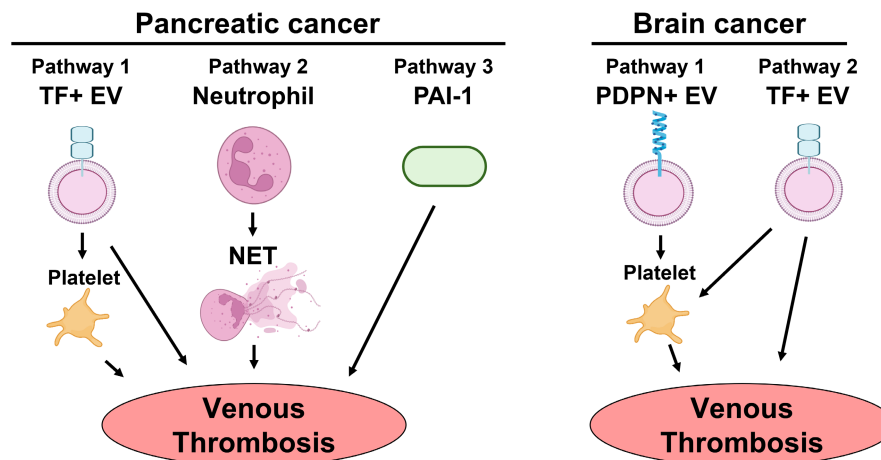 Pancreatic cancer
Pathway 1
TF+ EV
Pathway 2
Neutrophil
Pathway 3
PAI-1
NET
Platelet
Venous
Thrombosis
Brain cancer
Pathway 1
PDPN+ EV
Pathway 2
TF+ EV
Platelet
Venous
Thrombosis